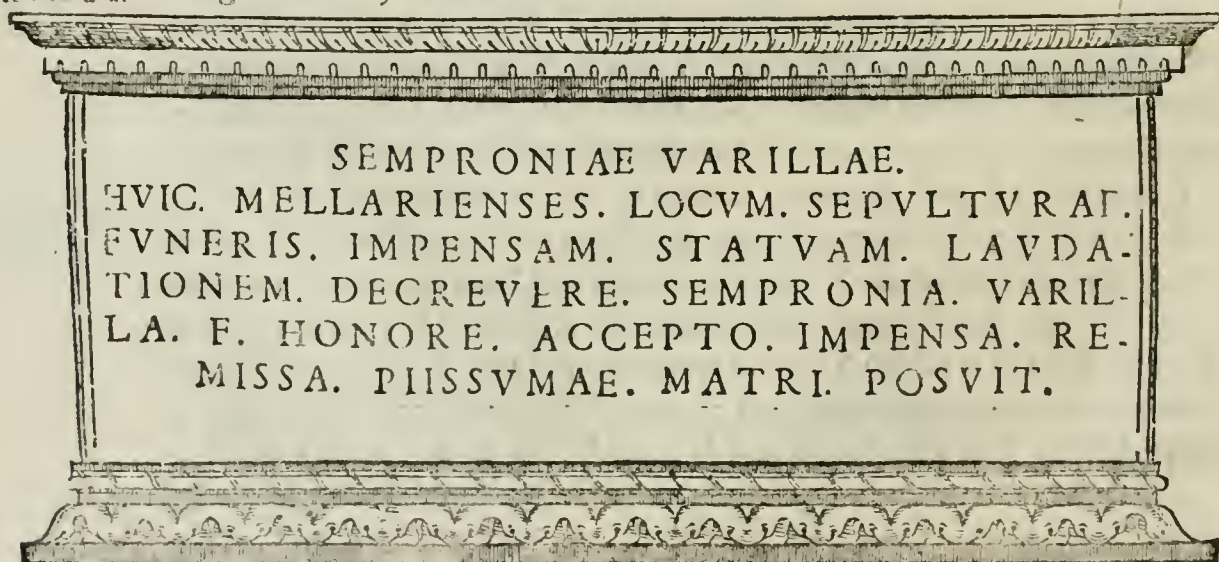 SEMPRONIAE VARILLAE.
HVIC. MELLARIENSES. LOCVM. SEPVLTVRAE.
FVNERIS. IMPENSAM. STATVAM. LAVDA-
TIONEM. DECREVERE. SEMPRONIA. VARIL-
LA. F. HONORE. ACCEPTO. IMPENSA. RE-
MISSA. PIISSVMAE. MATRI. POSVIT.